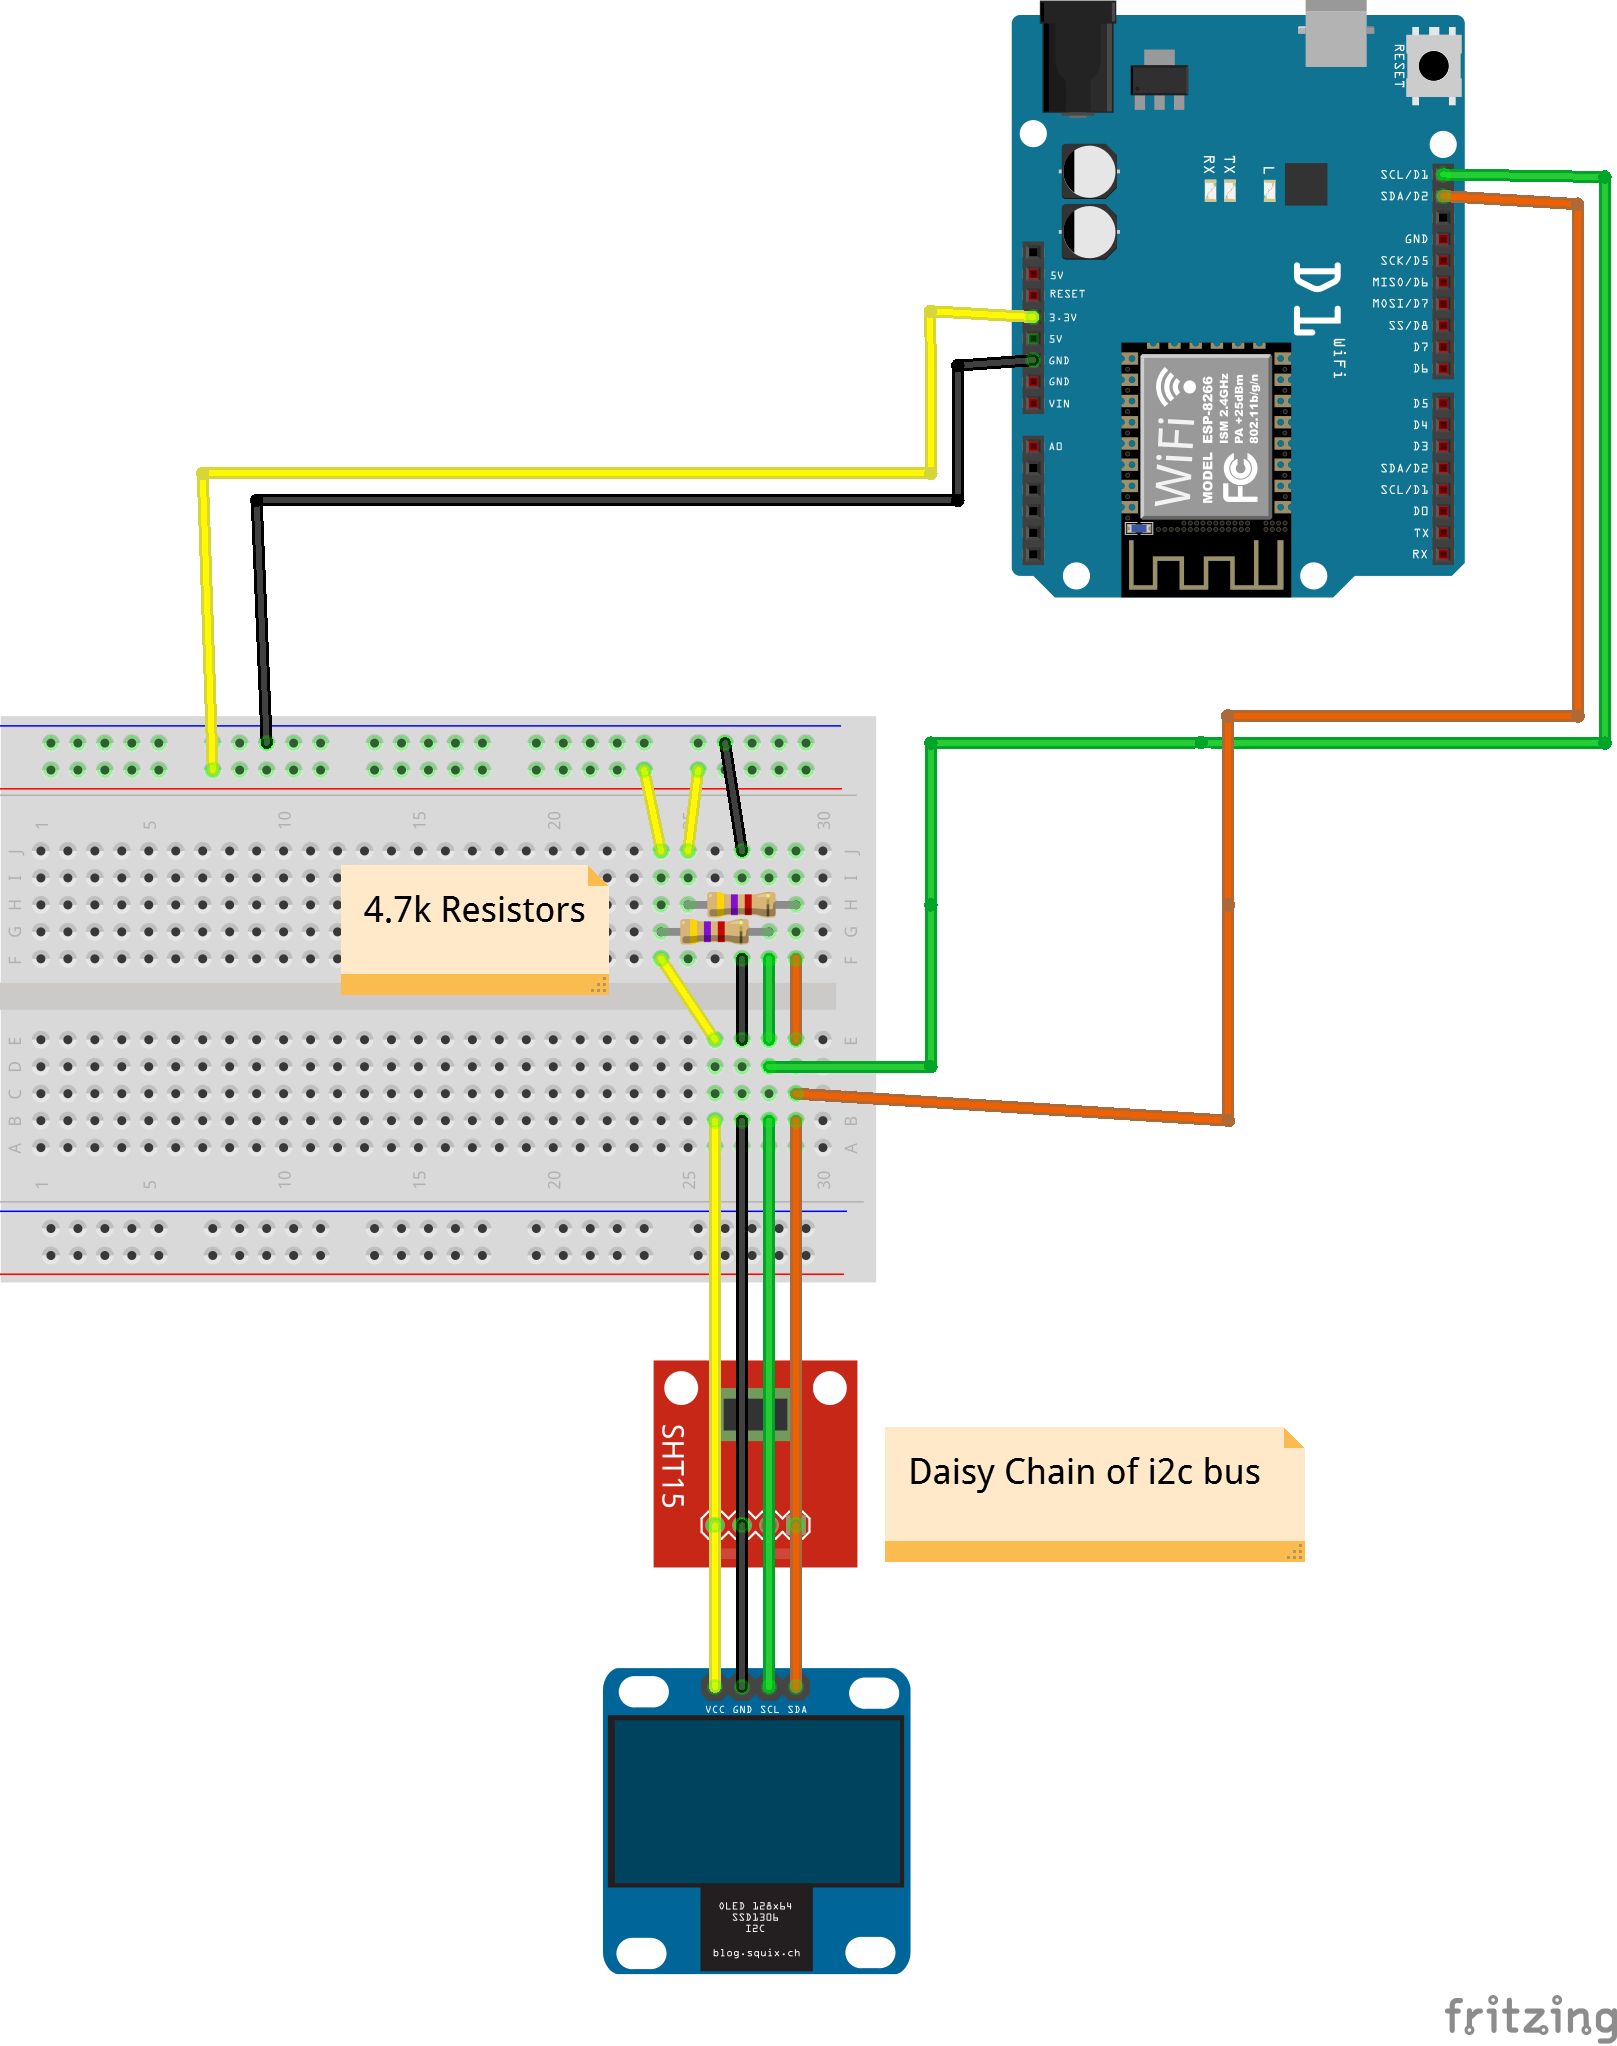 RESET
SCL/D1
SDA/D2
GND
SCK/D5
MISO/D6
MOSI/D7
SS/D8
D7
D6
D5
D4
D3
SDA/D2
SCL/D1
D0
TX
RX
RX
TX
L
D1
WiFi
5V
RESET
3.3V
5V
GND
GND
VIN
A0
WiFi
MODEL ESP-8266
ISM 2.4GHz
PA +25dBm
802.11b/g/n
FC
1 5 10 15 20 25 30
J J
I I
H H
G G
F F
4.7k Resistors
E E
D D
C C
B B
A A
1 5 10 15 20 25 30
SHT15
Daisy Chain of i2c bus
VCC GND SCL SDA
OLED 128x64
SSD1306
I2C
blog.squix.ch
fritzing